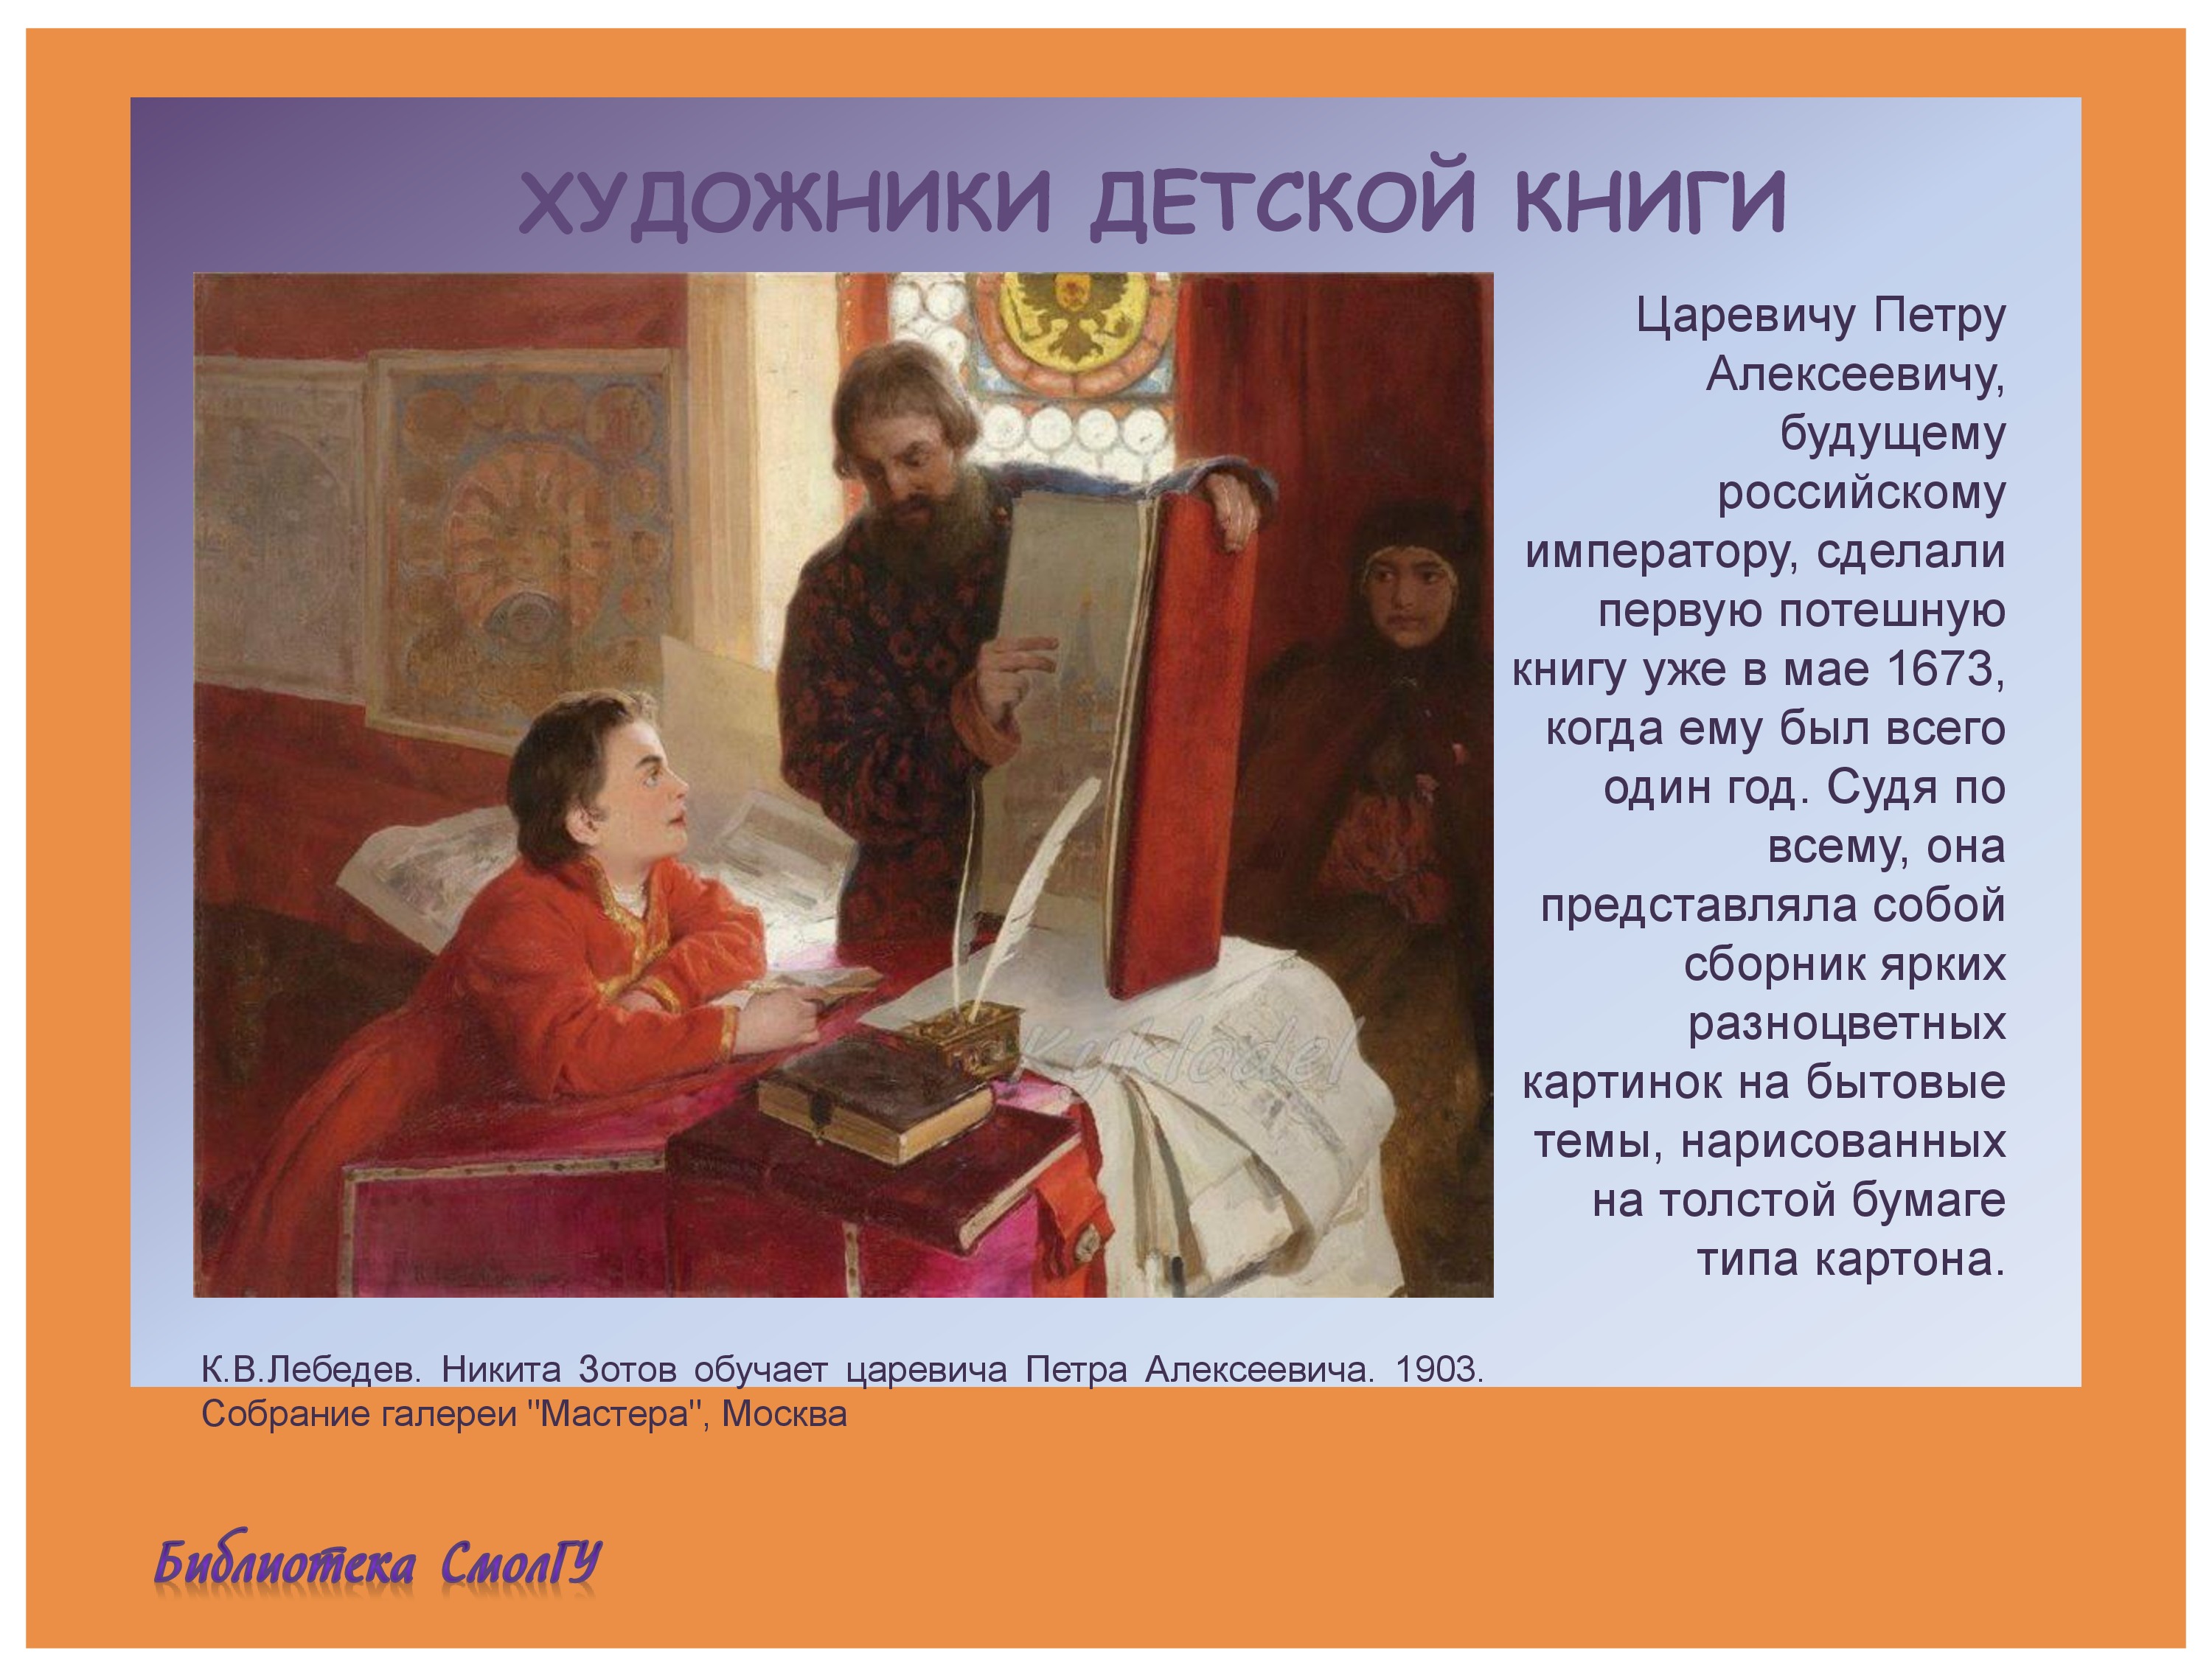 ХУДОЖНИКИ ДЕТСКОЙ КНИГИ
Царевичу Петру
Алексеевичу,
будущему
российскому
императору, сделали
первую потешную
книгу уже в мае 1673,
когда ему был всего
один год. Судя по
всему, она
представляла собой
сборник ярких
разноцветных
картинок на бытовые
темы, нарисованных
на толстой бумаге
типа картона.
Kykladel
К.В.Лебедев. Никита Зотов обучает царевича Петра Алексеевича. 1903.
Собрание галереи "Мастера", Москва
Библиотека СмолГУ